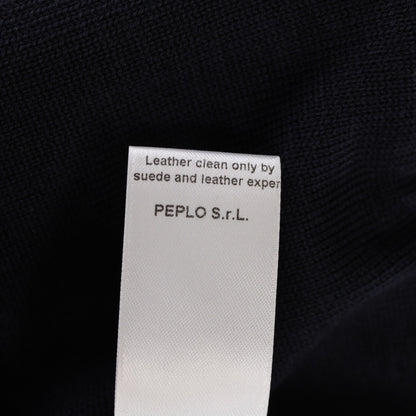 Leather clean only by
suede and leather exper
PEPLO S.r.L.